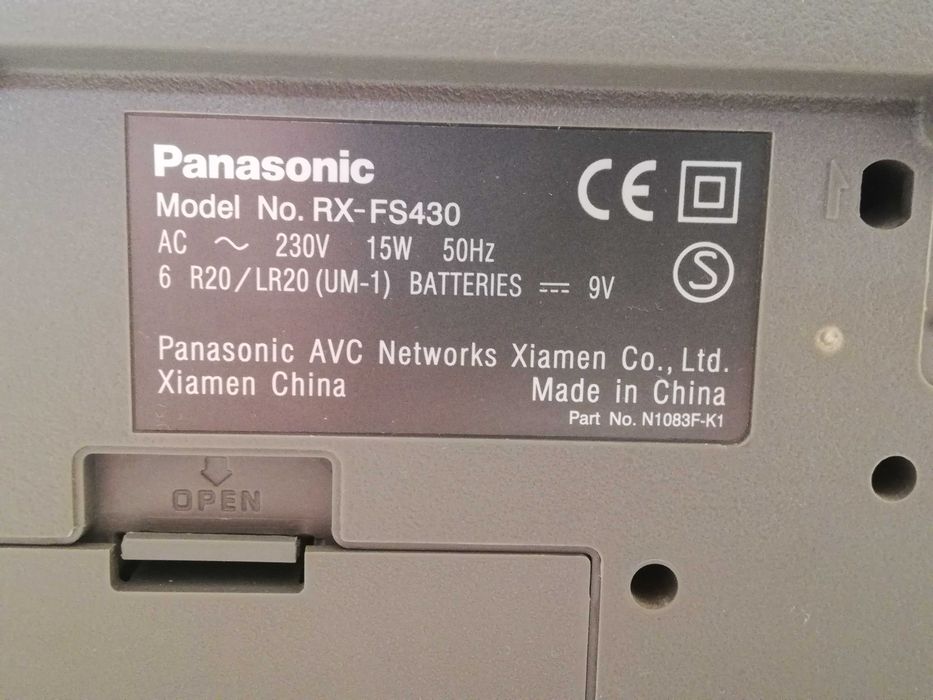 Panasonic
Model No. RX-FS430
AC ～ 230V 15W 50Hz
6 R20/LR20 (UM-1) BATTERIES ⎓ 9V
CE
S
Panasonic AVC Networks Xiamen Co., Ltd.
Xiamen China Made in China
Part No. N1083F-K1
OPEN